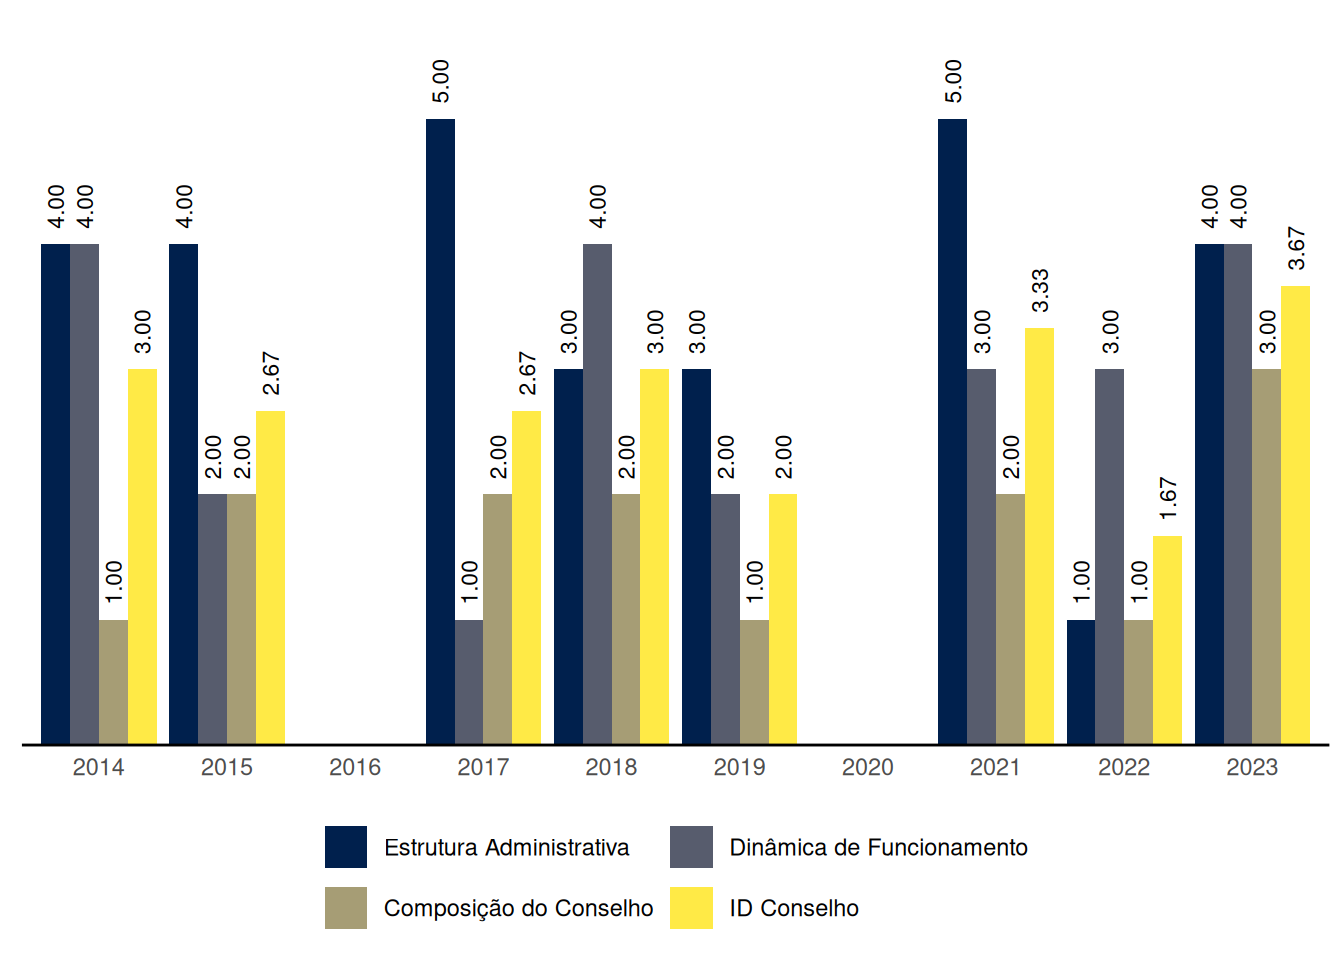 4.00 4.00 1.00 3.00 4.00 2.00 2.00 2.67 5.00 1.00 2.00 2.67 3.00 4.00 2.00 3.00 3.00 2.00 1.00 2.00 5.00 3.00 2.00 3.33 1.00 3.00 1.00 1.67 4.00 4.00 3.00 3.67
2014 2015 2016 2017 2018 2019 2020 2021 2022 2023
Estrutura Administrativa Dinâmica de Funcionamento
Composição do Conselho ID Conselho